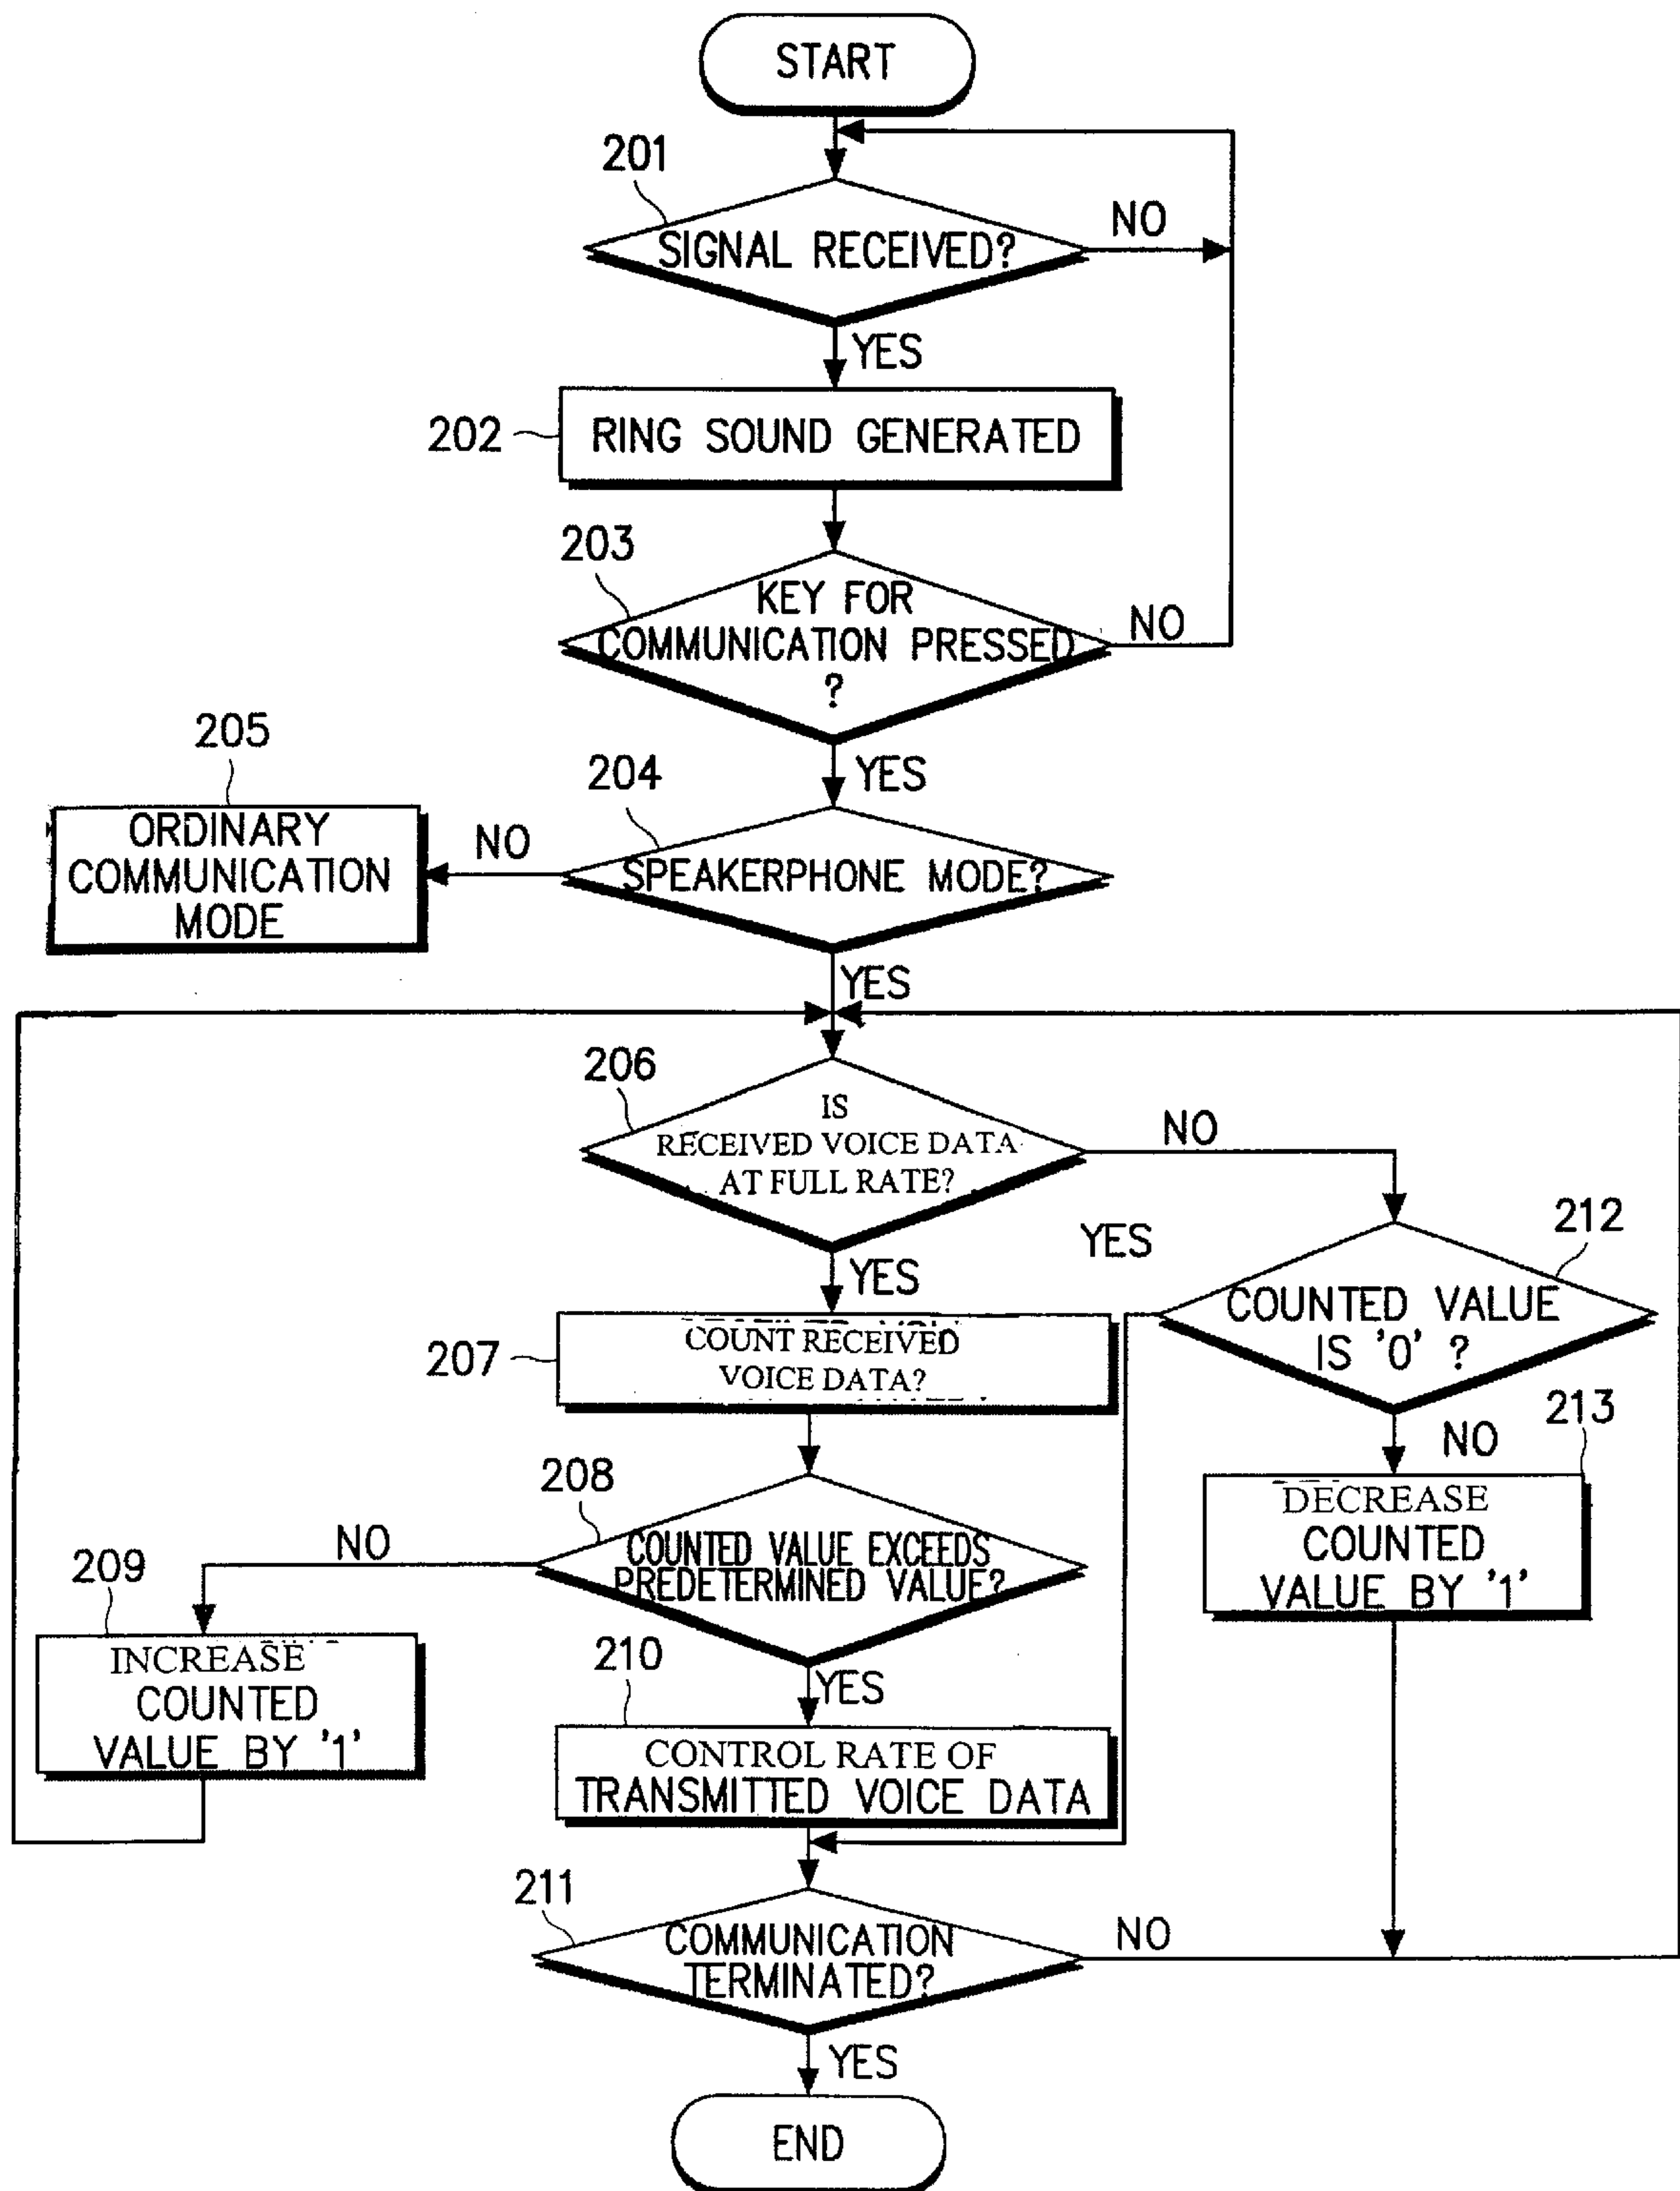 START
201
SIGNAL RECEIVED?
NO
YES
202
RING SOUND GENERATED
203
KEY FOR
COMMUNICATION PRESSED
?
NO
YES
204
205
ORDINARY
COMMUNICATION
MODE
NO
SPEAKERPHONE MODE?
YES
206
IS
RECEIVED VOICE DATA
AT FULL RATE?
NO
YES
212
YES
COUNTED VALUE
IS '0' ?
207
COUNT RECEIVED
VOICE DATA?
NO
213
DECREASE
COUNTED
VALUE BY '1'
208
COUNTED VALUE EXCEEDS
PREDETERMINED VALUE?
NO
209
INCREASE
COUNTED
VALUE BY '1'
YES
210
CONTROL RATE OF
TRANSMITTED VOICE DATA
211
COMMUNICATION
TERMINATED?
NO
YES
END